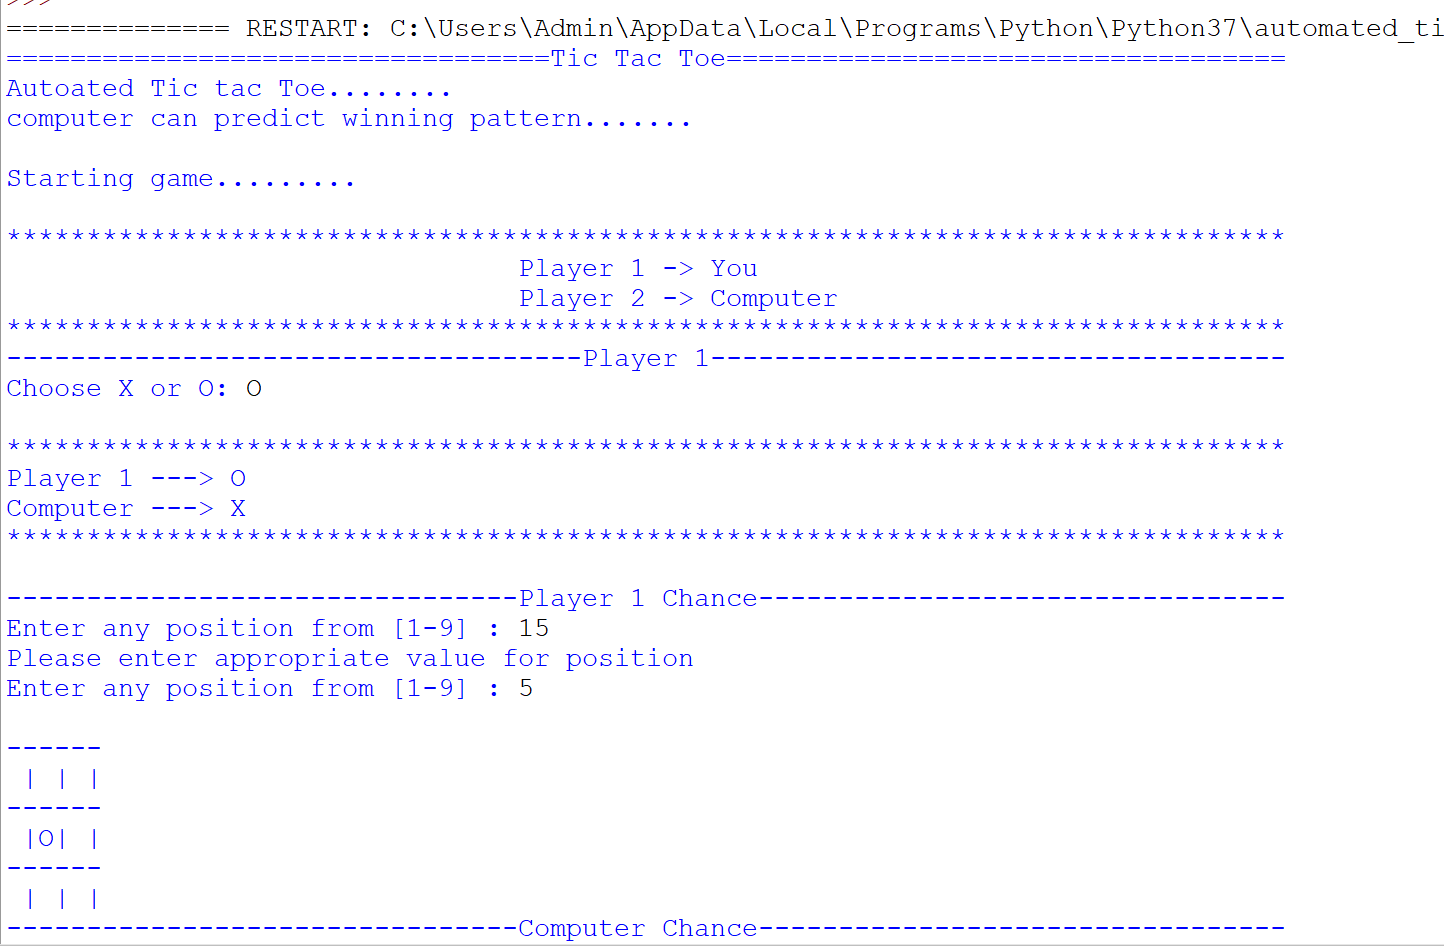 >>>
============== RESTART: C:\Users\Admin\AppData\Local\Programs\Python\Python37\automated_ti
==================================Tic Tac Toe===================================
Autoated Tic tac Toe........
computer can predict winning pattern.......
Starting game.........
********************************************************************************
Player 1 -> You
Player 2 -> Computer
********************************************************************************
------------------------------------Player 1------------------------------------
Choose X or O: O
********************************************************************************
Player 1 ---> O
Computer ---> X
********************************************************************************
--------------------------------Player 1 Chance---------------------------------
Enter any position from [1-9] : 15
Please enter appropriate value for position
Enter any position from [1-9] : 5
------
 | | |
------
 |O| |
------
 | | |
--------------------------------Computer Chance---------------------------------